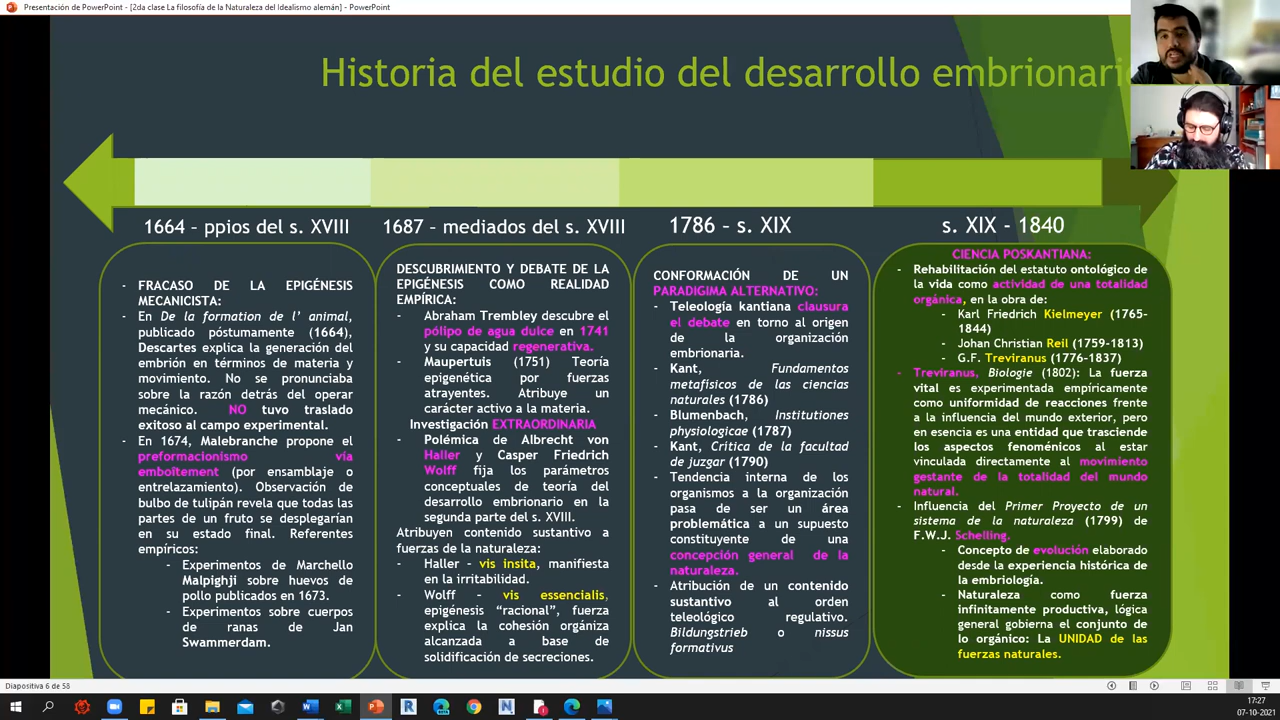 Presentación de PowerPoint - [2da clase La filosofía de la Naturaleza del Idealismo alemán] - PowerPoint
Historia del estudio del desarrollo embrionari
1664 – ppios del s. XVIII
- FRACASO DE LA EPIGÉNESIS
MECANICISTA:
- En De la formation de l' animal,
publicado póstumamente (1664),
Descartes explica la generación del
embrión en términos de materia y
movimiento. No se pronunciaba
sobre la razón detrás del operar
mecánico. NO tuvo traslado
exitoso al campo experimental.
- En 1674, Malebranche propone el
preformacionismo vía
emboîtement (por ensamblaje o
entrelazamiento). Observación de
bulbo de tulipán revela que todas las
partes de un fruto se desplegarían
en su estado final. Referentes
empíricos:
- Experimentos de Marchello
Malpighji sobre huevos de
pollo publicados en 1673.
- Experimentos sobre cuerpos
de ranas de Jan
Swammerdam.
1687 – mediados del s. XVIII
DESCUBRIMIENTO Y DEBATE DE LA
EPIGÉNESIS COMO REALIDAD
EMPÍRICA:
- Abraham Trembley descubre el
pólipo de agua dulce en 1741
y su capacidad regenerativa.
- Maupertuis (1751) Teoría
epigenética por fuerzas
atrayentes. Atribuye un
carácter activo a la materia.
Investigación EXTRAORDINARIA
- Polémica de Albrecht von
Haller y Casper Friedrich
Wolff fija los parámetros
conceptuales de teoría del
desarrollo embrionario en la
segunda parte del s. XVIII.
Atribuyen contenido sustantivo a
fuerzas de la naturaleza:
- Haller – vis insita, manifiesta
en la irritabilidad.
- Wolff – vis essencialis,
epigénesis “racional”, fuerza
explica la cohesión orgániza
alcanzada a base de
solidificación de secreciones.
1786 – s. XIX
CONFORMACIÓN DE UN
PARADIGIMA ALTERNATIVO:
- Teleología kantiana clausura
el debate en torno al origen
de la organización
embrionaria.
- Kant, Fundamentos
metafísicos de las ciencias
naturales (1786)
- Blumenbach, Institutiones
physiologicae (1787)
- Kant, Crítica de la facultad
de juzgar (1790)
- Tendencia interna de los
organismos a la organización
pasa de ser un área
problemática a un supuesto
constituyente de una
concepción general de la
naturaleza.
- Atribución de un contenido
sustantivo al orden
teleológico regulativo.
Bildungstrieb o nissus
formativus
s. XIX - 1840
CIENCIA POSKANTIANA:
- Rehabilitación del estatuto ontológico de
la vida como actividad de una totalidad
orgánica, en la obra de:
- Karl Friedrich Kielmeyer (1765-
1844)
- Johan Christian Reil (1759-1813)
- G.F. Treviranus (1776-1837)
- Treviranus, Biologie (1802): La fuerza
vital es experimentada empíricamente
como uniformidad de reacciones frente
a la influencia del mundo exterior, pero
en esencia es una entidad que trasciende
los aspectos fenoménicos al estar
vinculada directamente al movimiento
gestante de la totalidad del mundo
natural.
- Influencia del Primer Proyecto de un
sistema de la naturaleza (1799) de
F.W.J. Schelling.
- Concepto de evolución elaborado
desde la experiencia histórica de
la embriología.
- Naturaleza como fuerza
infinitamente productiva, lógica
general gobierna el conjunto de
lo orgánico: La UNIDAD de las
fuerzas naturales.
Diapositiva 6 de 58
17:27
07-10-2021